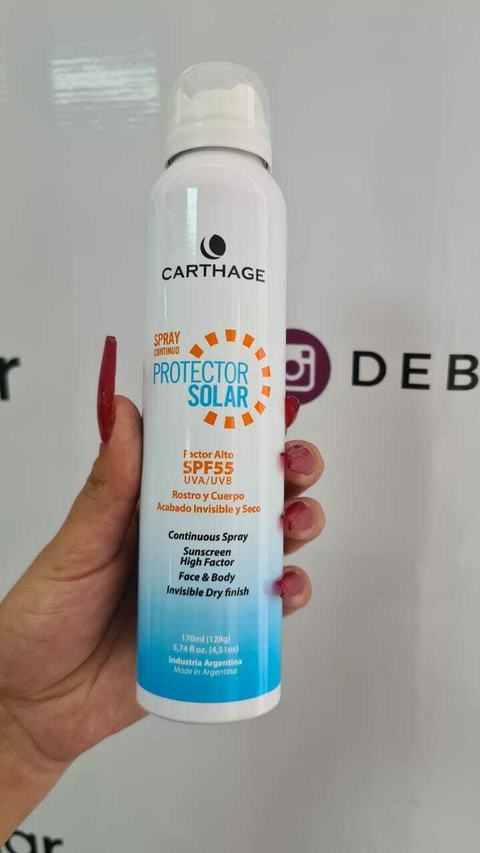 CARTHAGE
SPRAY
CONTINUO
PROTECTOR
SOLAR
Factor Alto
SPF55
UVA/UVB
Rostro y Cuerpo
Acabado Invisible y Seco
Continuous Spray
Sunscreen
High Factor
Face & Body
Invisible Dry finish
170ml (128g)
5,74 fl oz. (4,51oz)
Industria Argentina
Made in Argentina
DEB
ar
ar